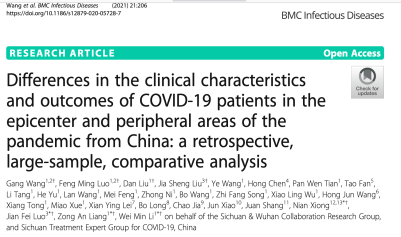 Wang et al. BMC Infectious Diseases (2021) 21:206
https://doi.org/10.1186/s12879-020-05728-7
BMC Infectious Diseases
RESEARCH ARTICLE Open Access
Differences in the clinical characteristics
and outcomes of COVID-19 patients in the
epicenter and peripheral areas of the
pandemic from China: a retrospective,
large-sample, comparative analysis
Check for
updates
Gang Wang1,2†, Feng Ming Luo1,2†, Dan Liu1†, Jia Sheng Liu3†, Ye Wang1, Hong Chen4, Pan Wen Tian1, Tao Fan5,
Li Tang1, He Yu1, Lan Wang1, Mei Feng1, Zhong Ni1, Bo Wang1, Zhi Fang Song1, Xiao Ling Wu1, Hong Jun Wang6,
Xiang Tong1, Miao Xue1, Xian Ying Lei7, Bo Long8, Chao Jia9, Jun Xiao10, Juan Shang11, Nian Xiong12,13*†,
Jian Fei Luo3*†, Zong An Liang1*†, Wei Min Li1*† on behalf of the Sichuan & Wuhan Collaboration Research Group,
and Sichuan Treatment Expert Group for COVID-19, China